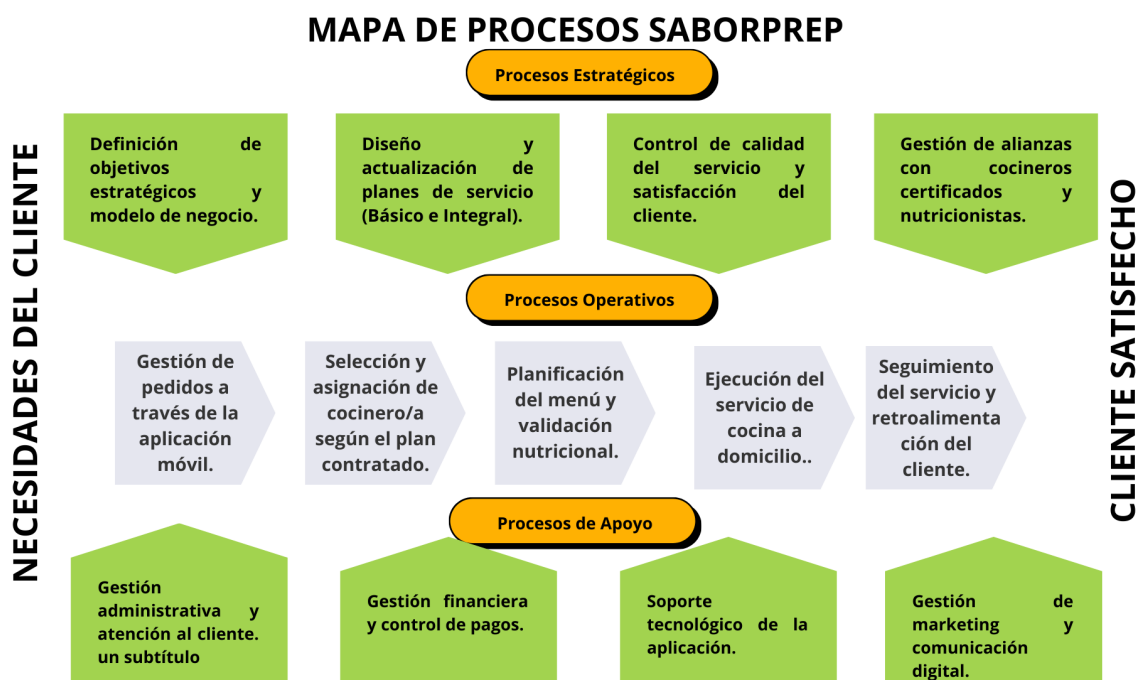 MAPA DE PROCESOS SABORPREP
Procesos Estratégicos
NECESIDADES DEL CLIENTE
Definición de
objetivos
estratégicos y
modelo de negocio.
Diseño y
actualización de
planes de servicio
(Básico e Integral).
Control de calidad
del servicio y
satisfacción del
cliente.
Gestión de alianzas
con cocineros
certificados y
nutricionistas.
CLIENTE SATISFECHO
Procesos Operativos
Gestión de
pedidos a
través de la
aplicación
móvil.
Selección y
asignación de
cocinero/a
según el plan
contratado.
Planificación
del menú y
validación
nutricional.
Ejecución del
servicio de
cocina a
domicilio..
Seguimiento
del servicio y
retroalimenta
ción del
cliente.
Procesos de Apoyo
Gestión
administrativa y
atención al cliente.
un subtítulo
Gestión financiera
y control de pagos.
Soporte
tecnológico de la
aplicación.
Gestión de
marketing y
comunicación
digital.